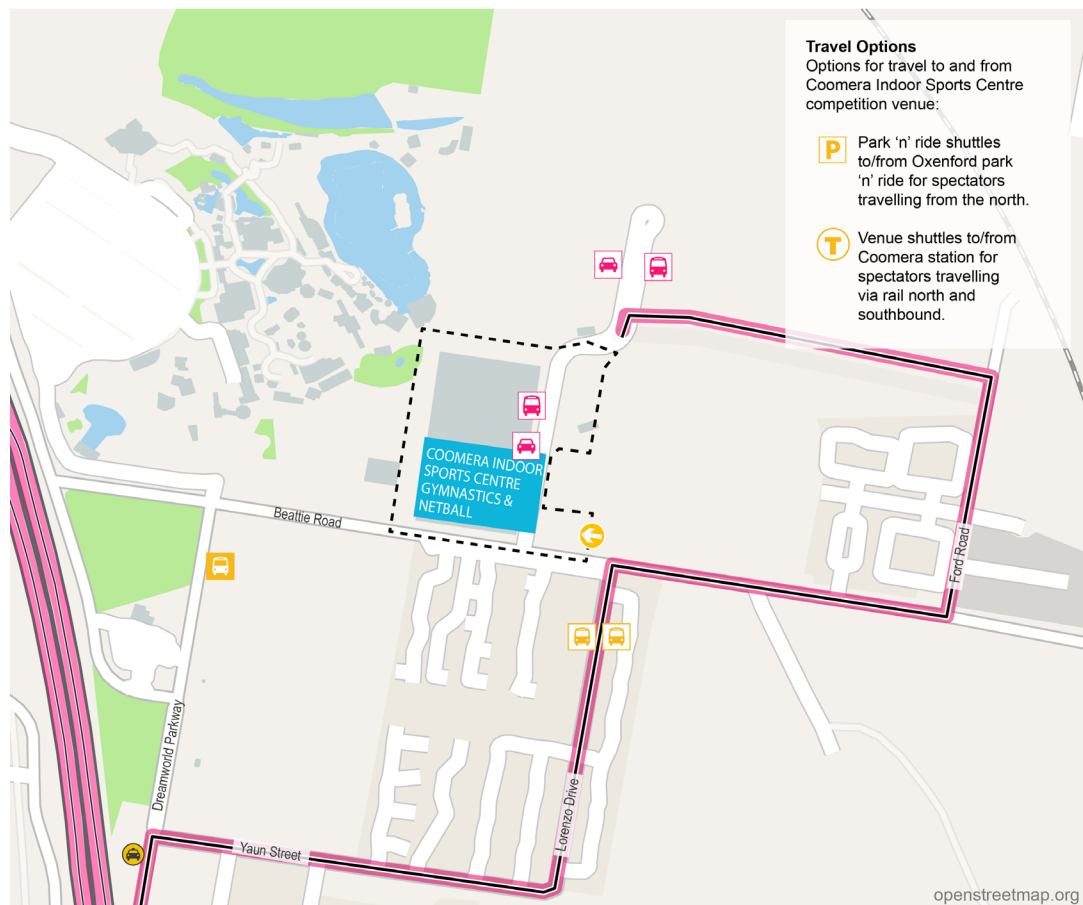 Travel Options
Options for travel to and from
Coomera Indoor Sports Centre
competition venue:
P
Park ‘n’ ride shuttles
to/from Oxenford park
‘n’ ride for spectators
travelling from the north.
T
Venue shuttles to/from
Coomera station for
spectators travelling
via rail north and
southbound.
COOMERA INDOOR
SPORTS CENTRE
GYMNASTICS &
NETBALL
Beattie Road
Ford Road
Dreamworld Parkway
Lorenzo Drive
Yaun Street
openstreetmap.org